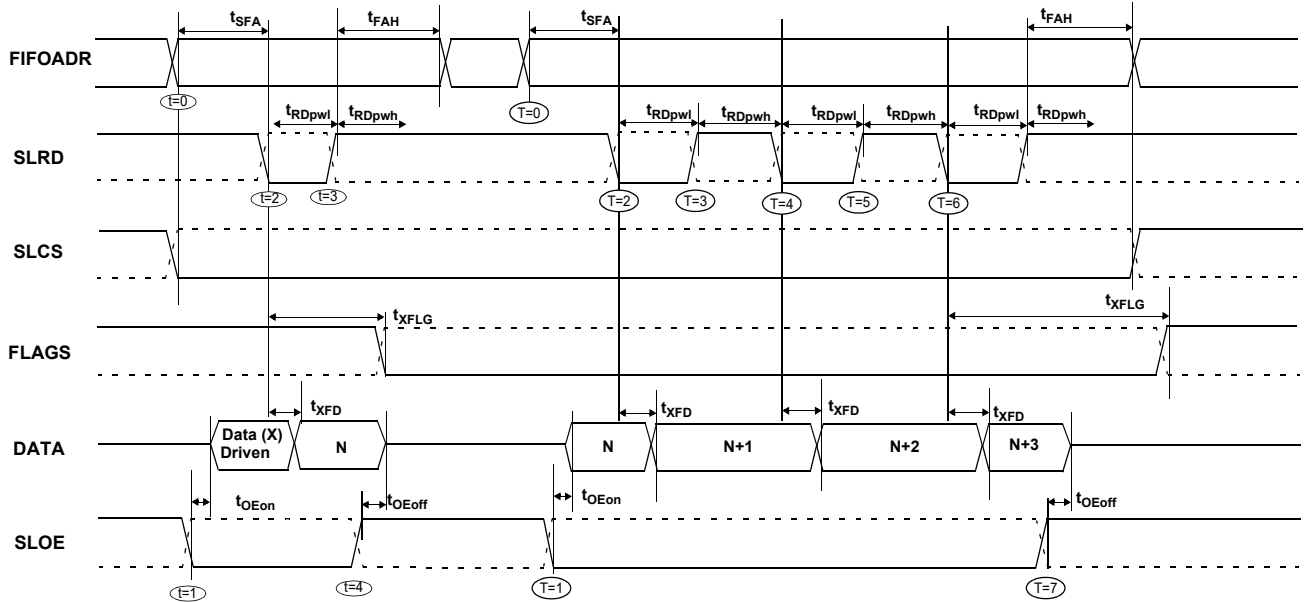 tSFA tFAH tSFA tFAH
FIFOADR
t=0 T=0
tRDpwl tRDpwh tRDpwl tRDpwh tRDpwl tRDpwh tRDpwl tRDpwh
SLRD
t=2 t=3 T=2 T=3 T=4 T=5 T=6
SLCS
tXFLG tXFLG
FLAGS
tXFD tXFD tXFD tXFD
DATA
Data (X)
Driven
N N N+1 N+2 N+3
tOEon tOEoff tOEon tOEoff
SLOE
t=1 t=4 T=1 T=7